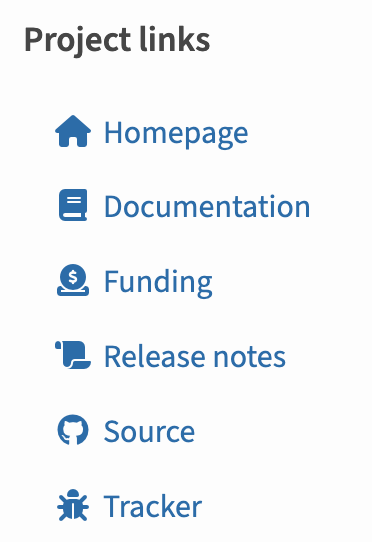 Project links
Homepage
Documentation
Funding
Release notes
Source
Tracker